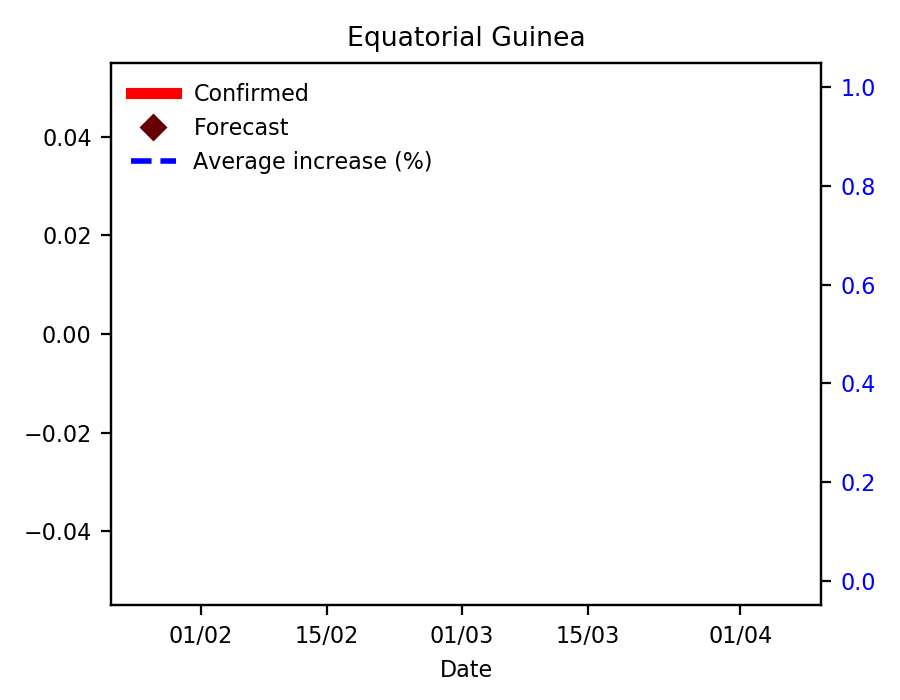 Equatorial Guinea
Confirmed
Forecast
Average increase (%)
0.04
0.02
0.00
−0.02
−0.04
1.0
0.8
0.6
0.4
0.2
0.0
01/02 15/02 01/03 15/03 01/04
Date